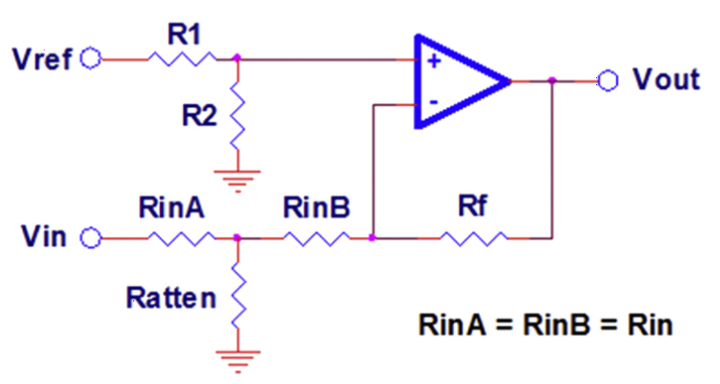 R1
Vref
+
Vout
R2
-
RinA
RinB
Rf
Vin
Ratten
RinA = RinB = Rin